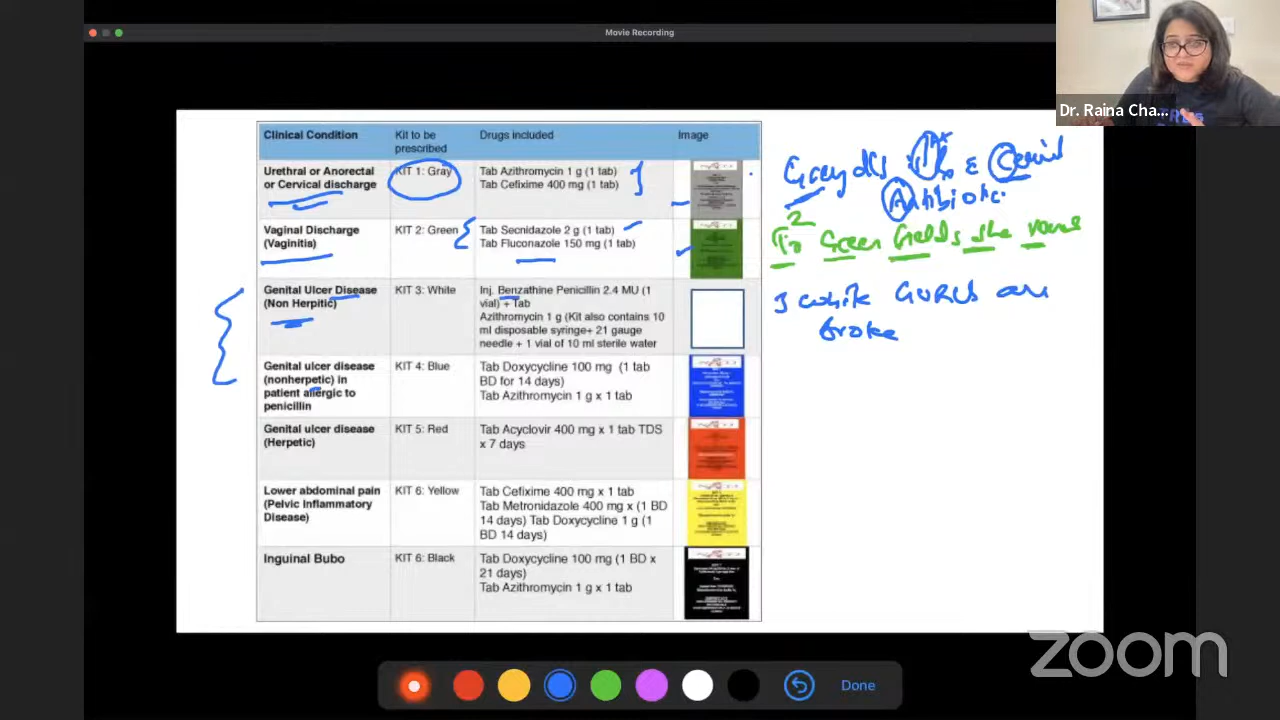 Movie Recording
Dr. Raina Cha...
Clinical Condition
Kit to be prescribed
Drugs included
Image
Urethral or Anorectal
or Cervical discharge
KIT 1: Gray
Tab Azithromycin 1 g (1 tab)
Tab Cefixime 400 mg (1 tab)
Vaginal Discharge
(Vaginitis)
KIT 2: Green
Tab Secnidazole 2 g (1 tab)
Tab Fluconazole 150 mg (1 tab)
Genital Ulcer Disease
(Non Herpitic)
KIT 3: White
Inj. Benzathine Penicillin 2.4 MU (1
vial) + Tab
Azithromycin 1 g (Kit also contains 10
ml disposable syringe+ 21 gauge
needle + 1 vial of 10 ml sterile water
Genital ulcer disease
(nonherpetic) in
patient allergic to
penicillin
KIT 4: Blue
Tab Doxycycline 100 mg (1 tab
BD for 14 days)
Tab Azithromycin 1 g x 1 tab
Genital ulcer disease
(Herpetic)
KIT 5: Red
Tab Acyclovir 400 mg x 1 tab TDS
x 7 days
Lower abdominal pain
(Pelvic Inflammatory
Disease)
KIT 6: Yellow
Tab Cefixime 400 mg x 1 tab
Tab Metronidazole 400 mg x (1 BD
14 days) Tab Doxycycline 1 g (1
BD 14 days)
Inguinal Bubo
KIT 6: Black
Tab Doxycycline 100 mg (1 BD x
21 days)
Tab Azithromycin 1 g x 1 tab
Antibiotic
2
Green fields she
3 white are
broke
zoom
Done